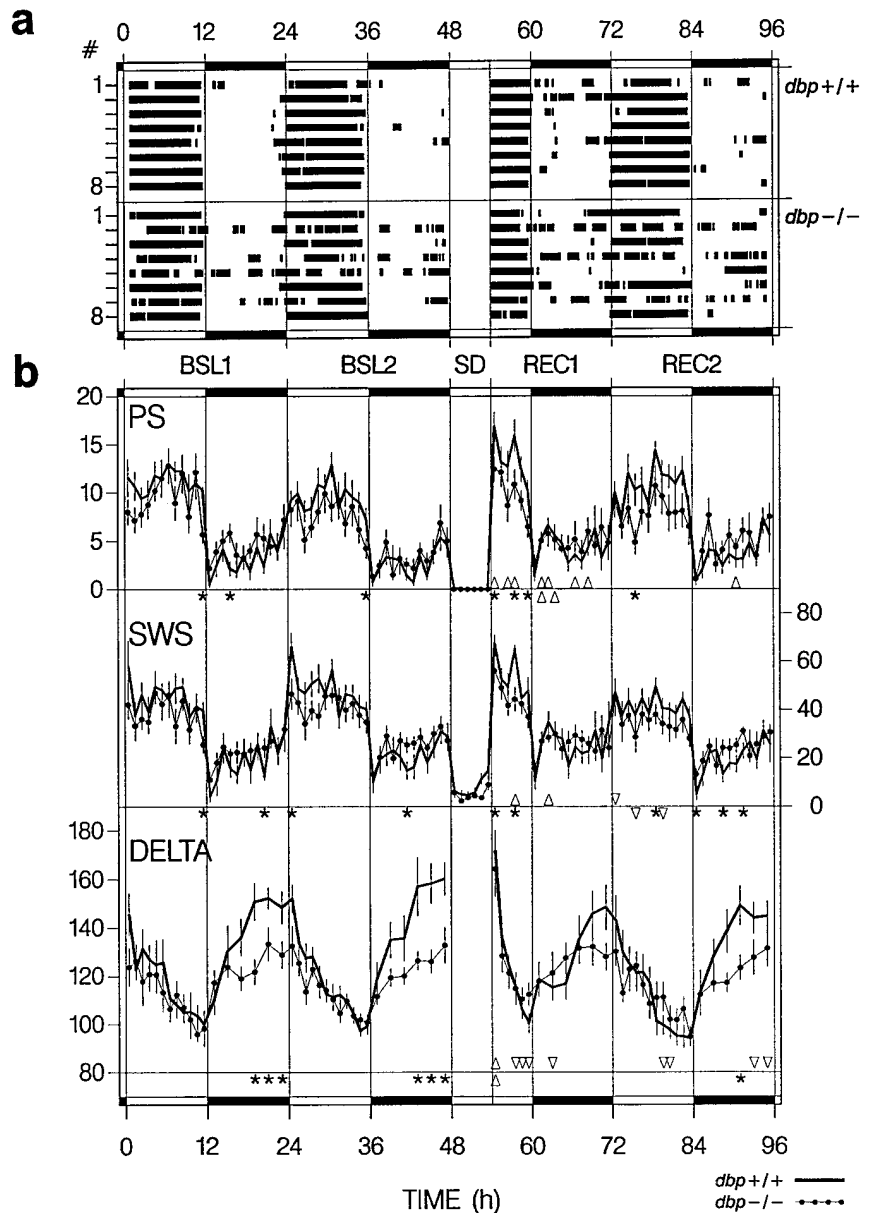 a
0 12 24 36 48 60 72 84 96
#
1
dbp+/+
8
1
dbp−/−
8
b
BSL1 BSL2 SD REC1 REC2
20
PS
15
10
5
0
* * * * * * *
SWS
80
60
40
20
0
* * * * * * * * * *
DELTA
180
160
140
120
100
80
*** *** *
0 12 24 36 48 60 72 84 96
TIME (h)
dbp+/+
dbp−/−